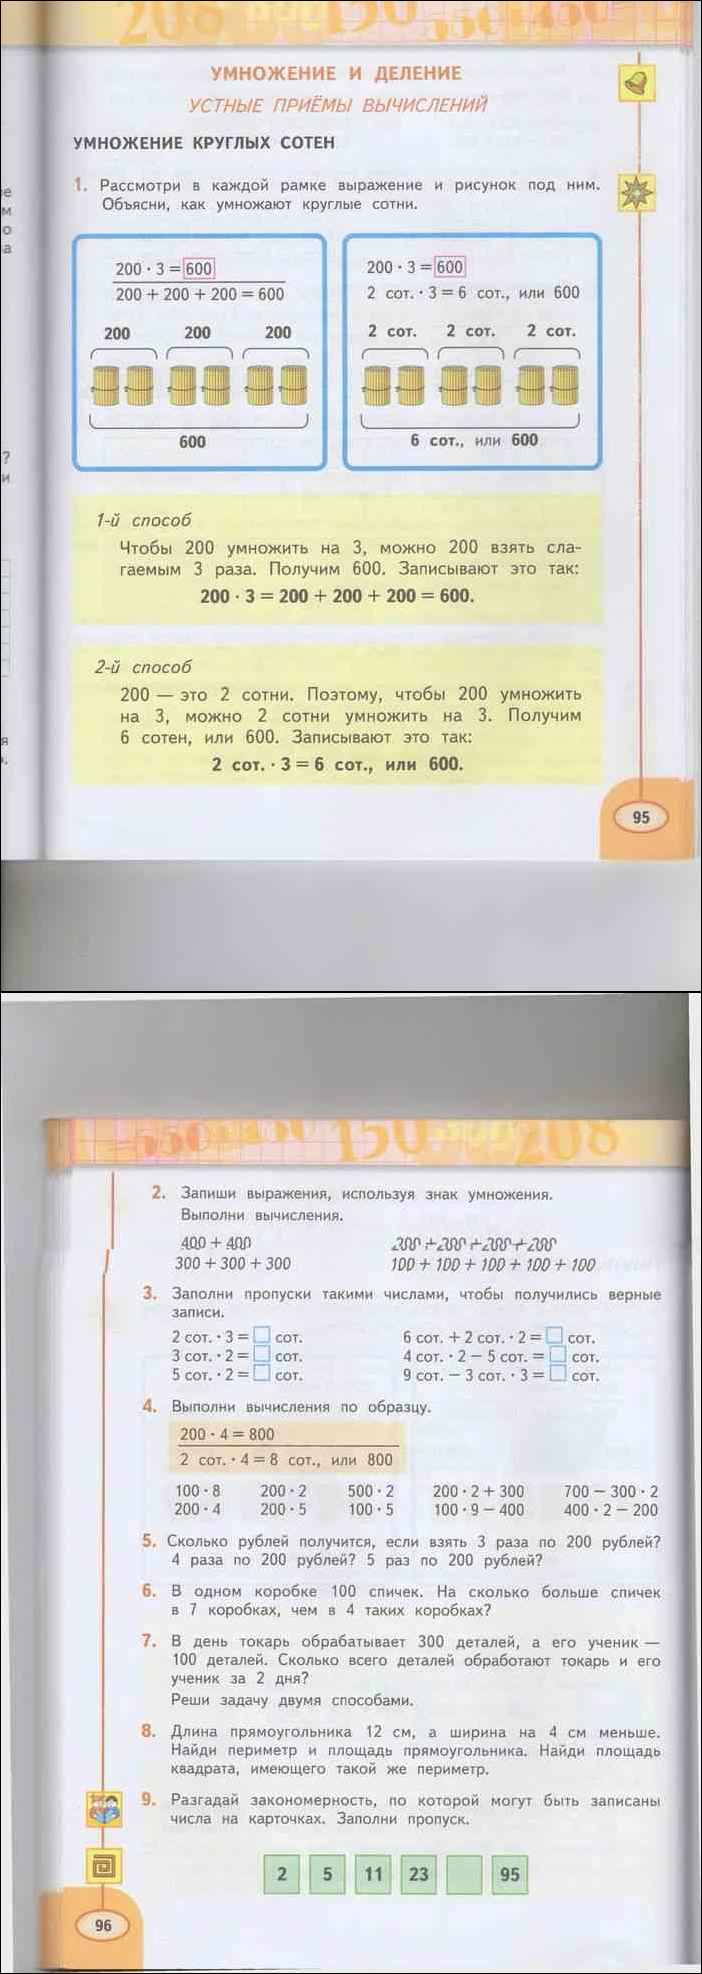 УМНОЖЕНИЕ И ДЕЛЕНИЕ
УСТНЫЕ ПРИЁМЫ ВЫЧИСЛЕНИЙ
УМНОЖЕНИЕ КРУГЛЫХ СОТЕН
1. Рассмотри в каждой рамке выражение и рисунок под ним.
Объясни, как умножают круглые сотни.
200 · 3 = 600
200 + 200 + 200 = 600
200 200 200
600
200 · 3 = 600
2 сот. · 3 = 6 сот., или 600
2 сот. 2 сот. 2 сот.
6 сот., или 600
1-й способ
Чтобы 200 умножить на 3, можно 200 взять сла-
гаемым 3 раза. Получим 600. Записывают это так:
200 · 3 = 200 + 200 + 200 = 600.
2-й способ
200 — это 2 сотни. Поэтому, чтобы 200 умножить
на 3, можно 2 сотни умножить на 3. Получим
6 сотен, или 600. Записывают это так:
2 сот. · 3 = 6 сот., или 600.
95
208
2. Запиши выражения, используя знак умножения.
Выполни вычисления.
400 + 400 200 + 200 + 200 + 200
300 + 300 + 300 100 + 100 + 100 + 100 + 100
3. Заполни пропуски такими числами, чтобы получились верные
записи.
2 сот. · 3 = сот. 6 сот. + 2 сот. · 2 = сот.
3 сот. · 2 = сот. 4 сот. · 2 − 5 сот. = сот.
5 сот. · 2 = сот. 9 сот. − 3 сот. · 3 = сот.
4. Выполни вычисления по образцу.
200 · 4 = 800
2 сот. · 4 = 8 сот., или 800
100 · 8 200 · 2 500 · 2 200 · 2 + 300 700 − 300 · 2
200 · 4 200 · 5 100 · 5 100 · 9 − 400 400 · 2 − 200
5. Сколько рублей получится, если взять 3 раза по 200 рублей?
4 раза по 200 рублей? 5 раз по 200 рублей?
6. В одном коробке 100 спичек. На сколько больше спичек
в 7 коробках, чем в 4 таких коробках?
7. В день токарь обрабатывает 300 деталей, а его ученик —
100 деталей. Сколько всего деталей обработают токарь и его
ученик за 2 дня?
Реши задачу двумя способами.
8. Длина прямоугольника 12 см, а ширина на 4 см меньше.
Найди периметр и площадь прямоугольника. Найди площадь
квадрата, имеющего такой же периметр.
9. Разгадай закономерность, по которой могут быть записаны
числа на карточках. Заполни пропуск.
2 5 11 23 95
96